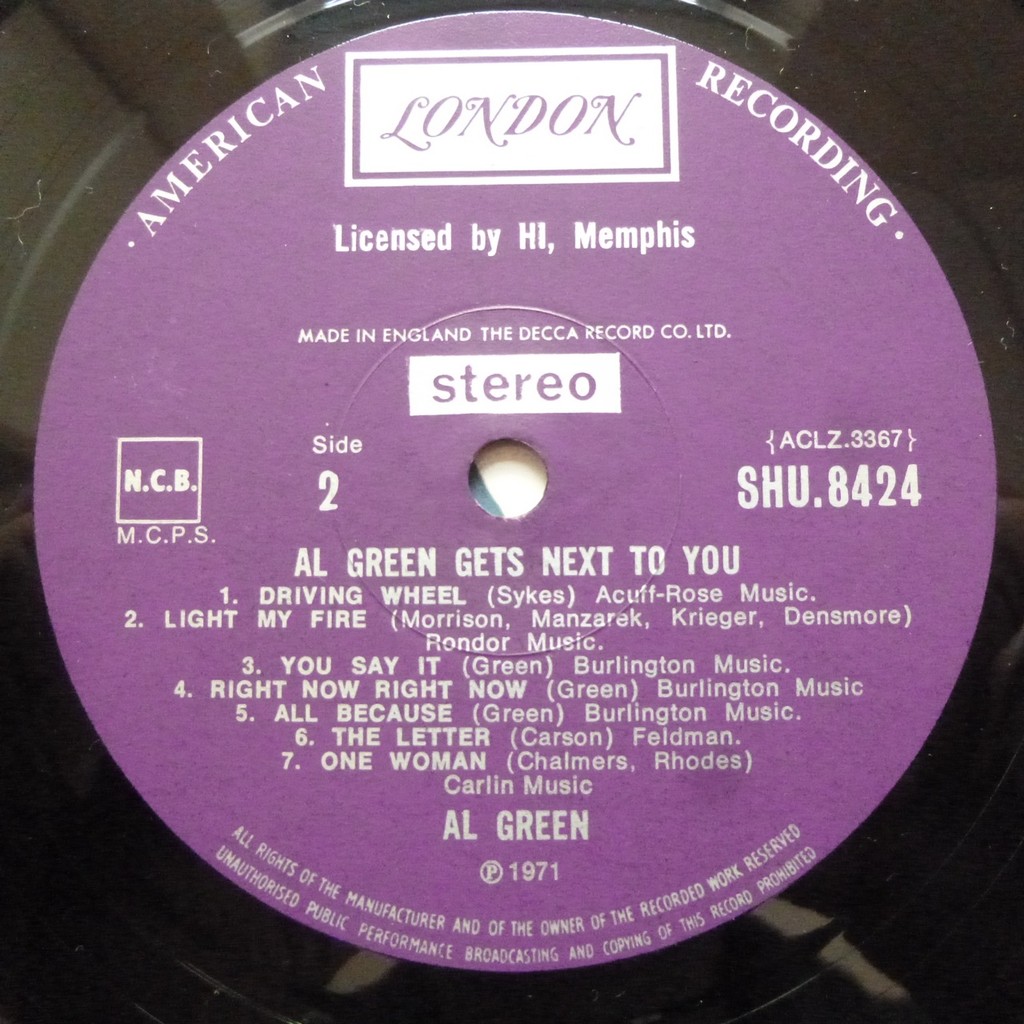 · AMERICAN RECORDING ·
LONDON
Licensed by HI, Memphis
MADE IN ENGLAND THE DECCA RECORD CO. LTD.
stereo
Side
2
{ACLZ.3367}
SHU.8424
N.C.B.
M.C.P.S.
AL GREEN GETS NEXT TO YOU
1. DRIVING WHEEL (Sykes) Acuff-Rose Music.
2. LIGHT MY FIRE (Morrison, Manzarek, Krieger, Densmore)
Rondor Music.
3. YOU SAY IT (Green) Burlington Music.
4. RIGHT NOW RIGHT NOW (Green) Burlington Music
5. ALL BECAUSE (Green) Burlington Music.
6. THE LETTER (Carson) Feldman.
7. ONE WOMAN (Chalmers, Rhodes)
Carlin Music
AL GREEN
℗ 1971
ALL RIGHTS OF THE MANUFACTURER AND OF THE OWNER OF THE RECORDED WORK RESERVED
UNAUTHORISED PUBLIC PERFORMANCE BROADCASTING AND COPYING OF THIS RECORD PROHIBITED